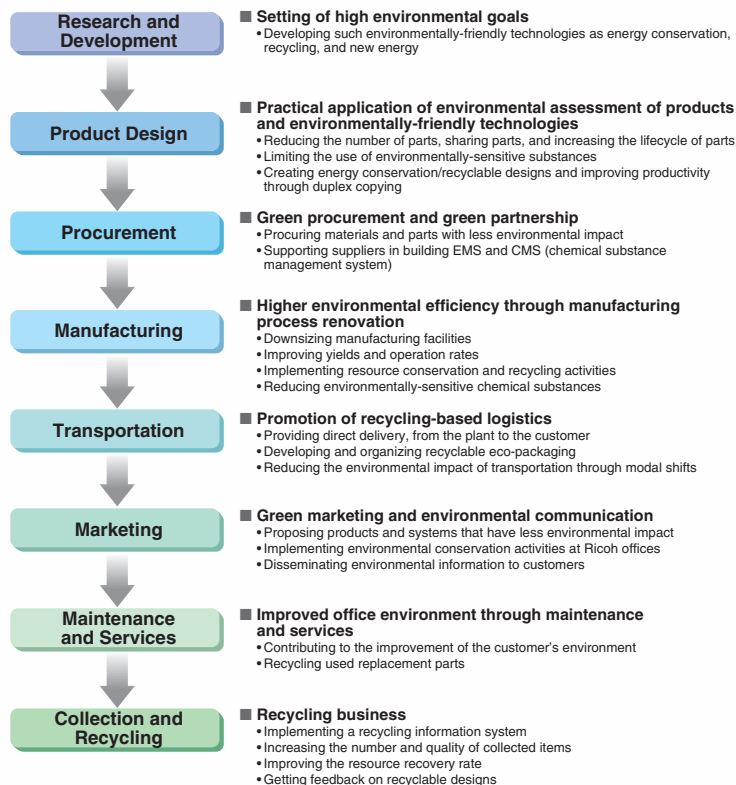 Research and
Development
■ Setting of high environmental goals
• Developing such environmentally-friendly technologies as energy conservation,
recycling, and new energy
Product Design
■ Practical application of environmental assessment of products
and environmentally-friendly technologies
• Reducing the number of parts, sharing parts, and increasing the lifecycle of parts
• Limiting the use of environmentally-sensitive substances
• Creating energy conservation/recyclable designs and improving productivity
through duplex copying
Procurement
■ Green procurement and green partnership
• Procuring materials and parts with less environmental impact
• Supporting suppliers in building EMS and CMS (chemical substance
management system)
Manufacturing
■ Higher environmental efficiency through manufacturing
process renovation
• Downsizing manufacturing facilities
• Improving yields and operation rates
• Implementing resource conservation and recycling activities
• Reducing environmentally-sensitive chemical substances
Transportation
■ Promotion of recycling-based logistics
• Providing direct delivery, from the plant to the customer
• Developing and organizing recyclable eco-packaging
• Reducing the environmental impact of transportation through modal shifts
Marketing
■ Green marketing and environmental communication
• Proposing products and systems that have less environmental impact
• Implementing environmental conservation activities at Ricoh offices
• Disseminating environmental information to customers
Maintenance
and Services
■ Improved office environment through maintenance
and services
• Contributing to the improvement of the customer's environment
• Recycling used replacement parts
Collection and
Recycling
■ Recycling business
• Implementing a recycling information system
• Increasing the number and quality of collected items
• Improving the resource recovery rate
• Getting feedback on recyclable designs